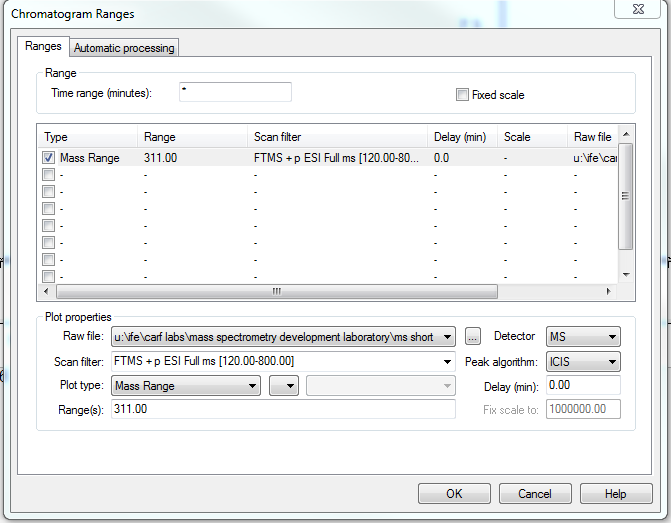 Chromatogram Ranges
Ranges Automatic processing
Range
Time range (minutes): * Fixed scale
Type Range Scan filter Delay (min) Scale Raw file
Mass Range 311.00 FTMS + p ESI Full ms [120.00-80... 0.0 - u:\ife\carf
- - - - - -
- - - - - -
- - - - - -
- - - - - -
- - - - - -
- - - - - -
- - - - - -
Plot properties
Raw file: u:\ife\carf labs\mass spectrometry development laboratory\ms short ... Detector MS
Scan filter: FTMS + p ESI Full ms [120.00-800.00] Peak algorithm: ICIS
Plot type: Mass Range Delay (min): 0.00
Range(s): 311.00 Fix scale to: 1000000.00
OK Cancel Help